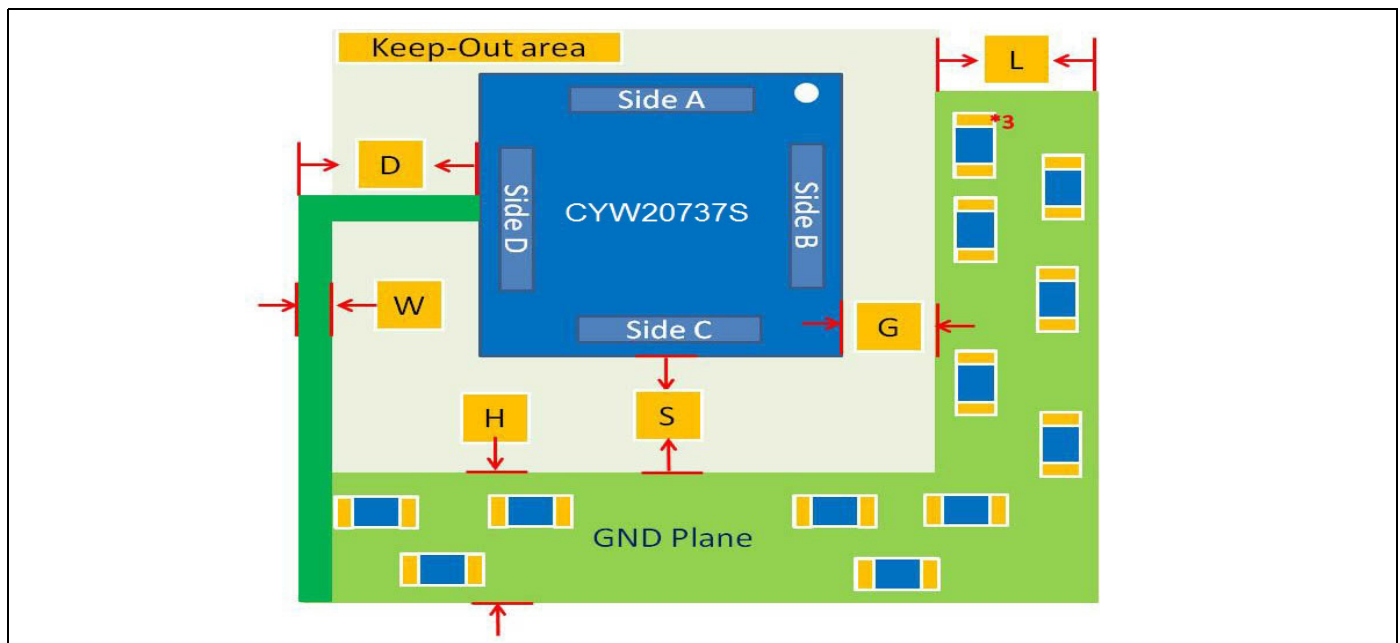 Keep-Out area
L
Side A
*3
D
Side D
CYW20737S
Side B
W
Side C
G
H
S
GND Plane